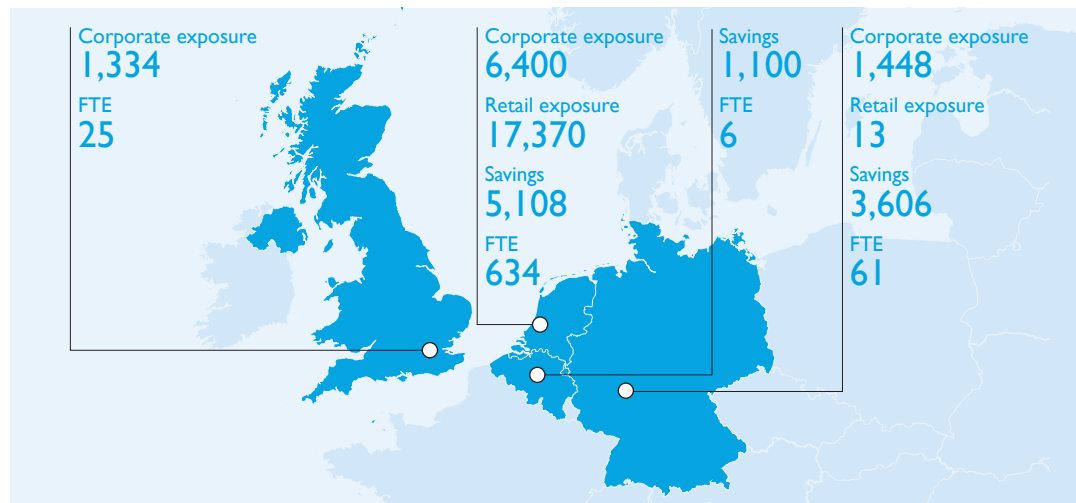 Corporate exposure
1,334
FTE
25
Corporate exposure
6,400
Retail exposure
17,370
Savings
5,108
FTE
634
Savings
1,100
FTE
6
Corporate exposure
1,448
Retail exposure
13
Savings
3,606
FTE
61